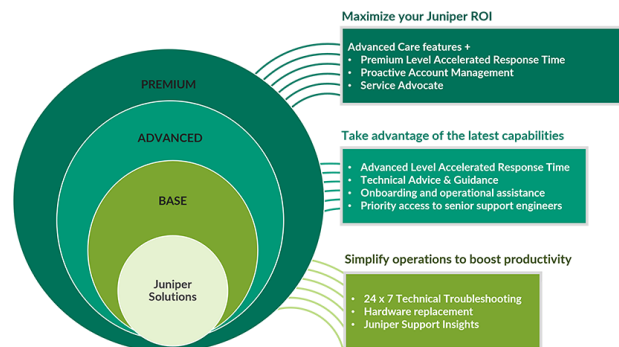 Maximize your Juniper ROI
Advanced Care features +
• Premium Level Accelerated Response Time
• Proactive Account Management
• Service Advocate
PREMIUM
ADVANCED
Take advantage of the latest capabilities
• Advanced Level Accelerated Response Time
• Technical Advice & Guidance
• Onboarding and operational assistance
• Priority access to senior support engineers
BASE
Simplify operations to boost productivity
Juniper
Solutions
• 24 x 7 Technical Troubleshooting
• Hardware replacement
• Juniper Support Insights